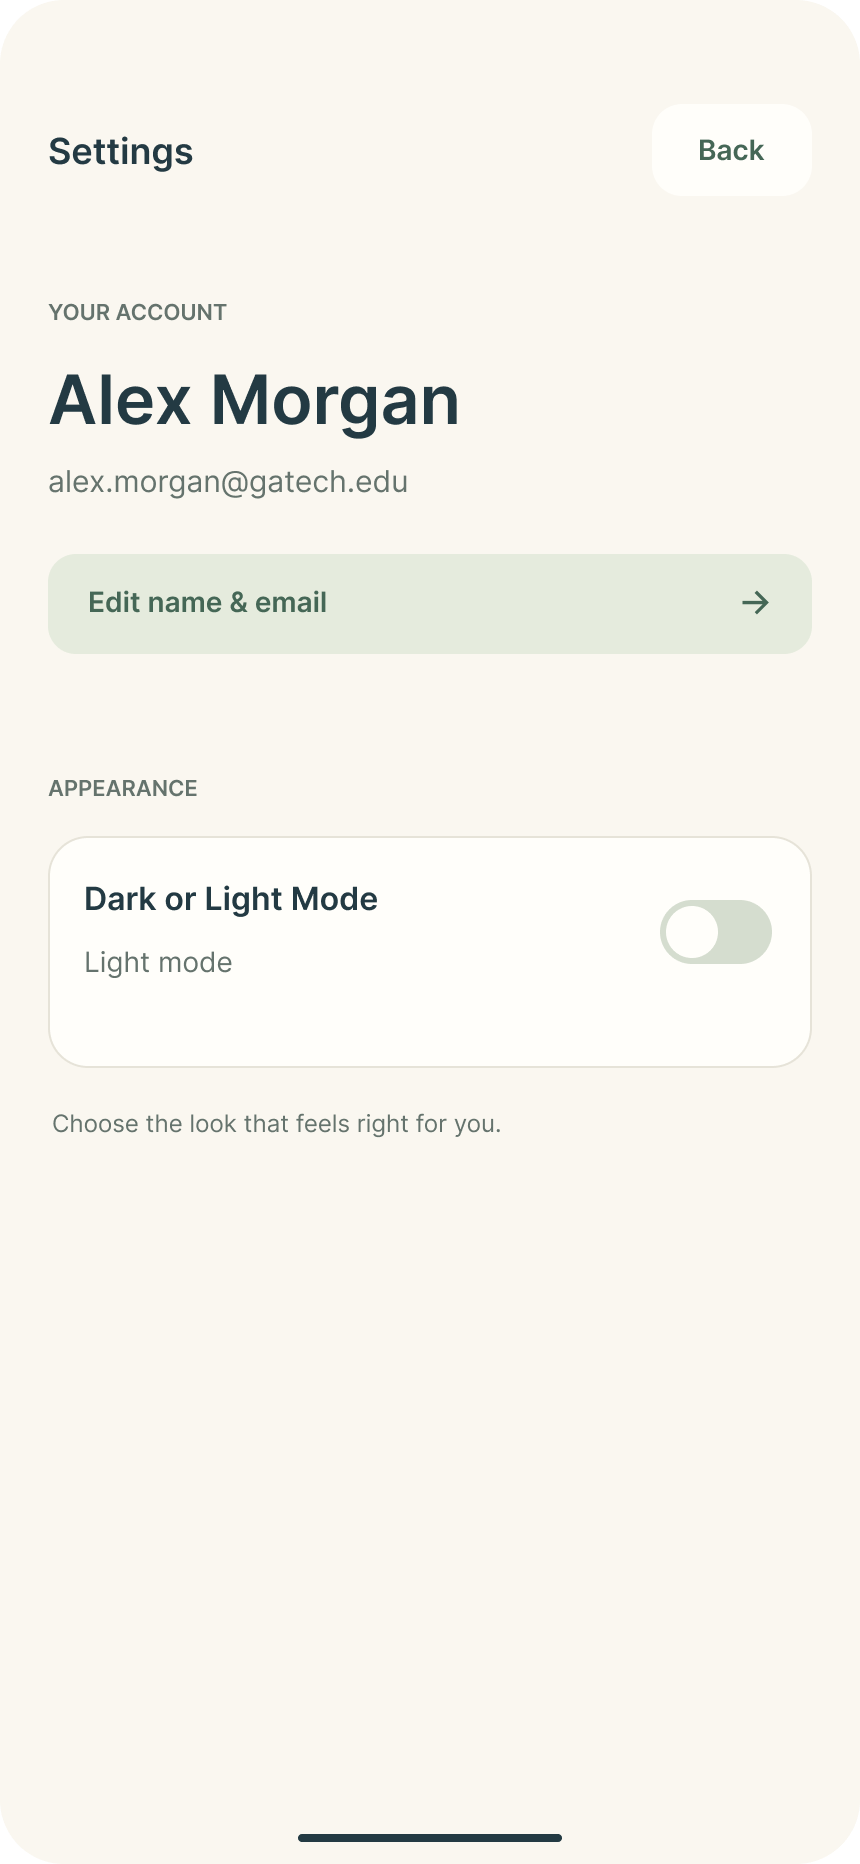 Settings
Back
YOUR ACCOUNT
Alex Morgan
alex.morgan@gatech.edu
Edit name & email →
APPEARANCE
Dark or Light Mode
Light mode
Choose the look that feels right for you.